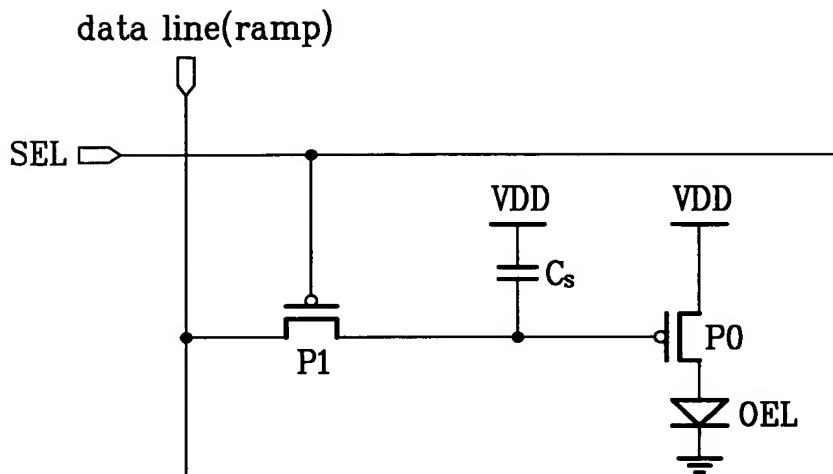 data line(ramp)
SEL
VDD
VDD
Cs
P1
P0
OEL